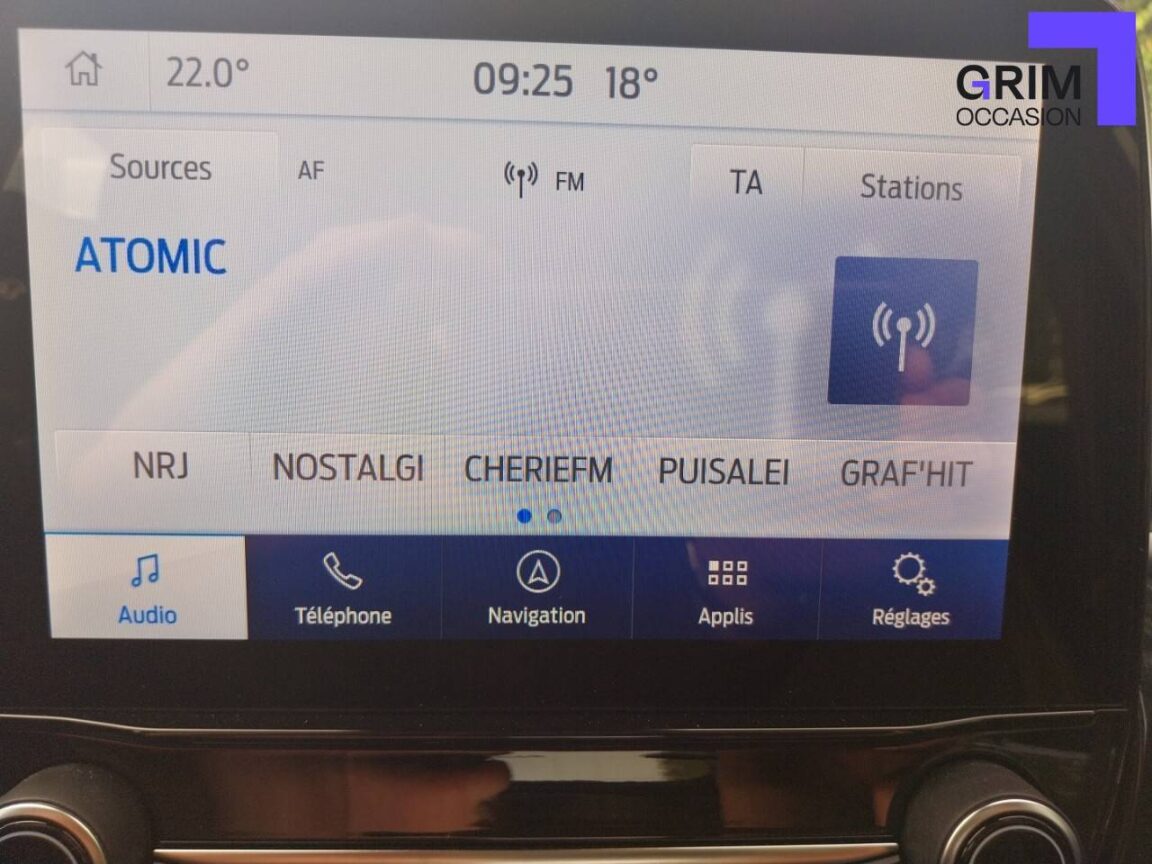 22.0° 09:25 18°
GRIM
OCCASION
Sources AF FM TA Stations
ATOMIC
NRJ NOSTALGI CHERIEFM PUISALEI GRAF'HIT
Audio Téléphone Navigation Applis Réglages